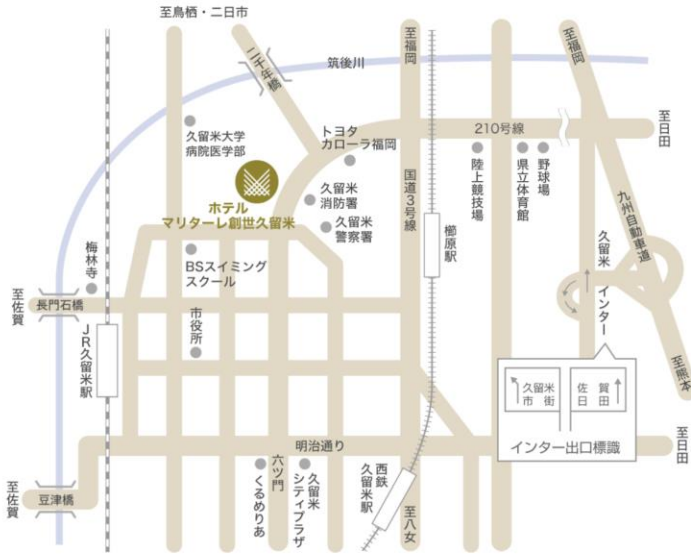 至鳥栖・二日市
二千年橋
筑後川
至福岡
至福岡
久留米大学
病院医学部
トヨタ
カローラ福岡
210号線
至日田
ホテル
マリターレ創世久留米
久留米
消防署
久留米
警察署
国道3号線
陸上競技場
県立体育館
野球場
櫛原駅
九州自動車道
久留米
インター
梅林寺
BSスイミング
スクール
至佐賀
長門石橋
市役所
JR久留米駅
至熊本
久留米
市街
佐賀
日田
インター出口標識
明治通り
至日田
至佐賀
豆津橋
くるめりあ
六ツ門
久留米
シティプラザ
西鉄
久留米駅
至八女